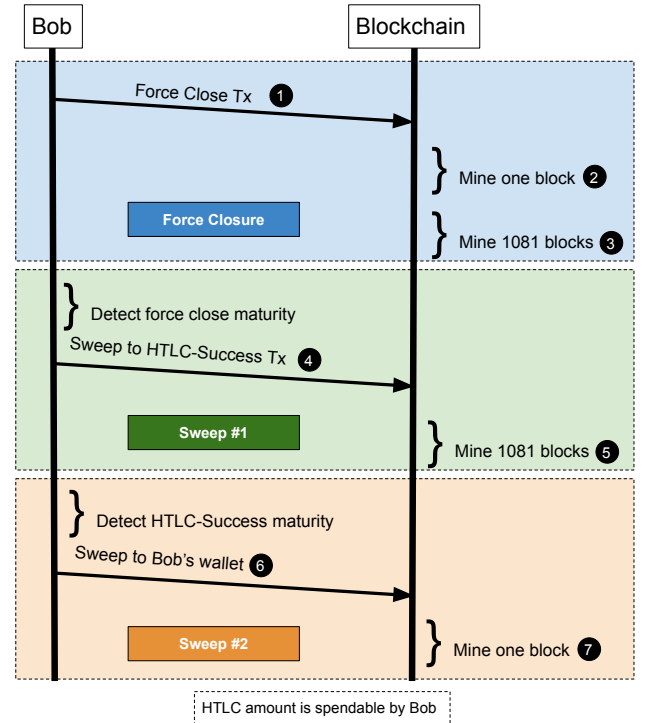 Bob
Blockchain
Force Close Tx 1
Mine one block 2
Force Closure
Mine 1081 blocks 3
Detect force close maturity
Sweep to HTLC-Success Tx 4
Sweep #1
Mine 1081 blocks 5
Detect HTLC-Success maturity
Sweep to Bob's wallet 6
Sweep #2
Mine one block 7
HTLC amount is spendable by Bob